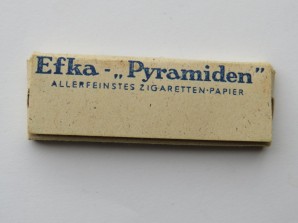 Efka - „Pyramiden”
ALLERFEINSTES ZIGARETTEN-PAPIER